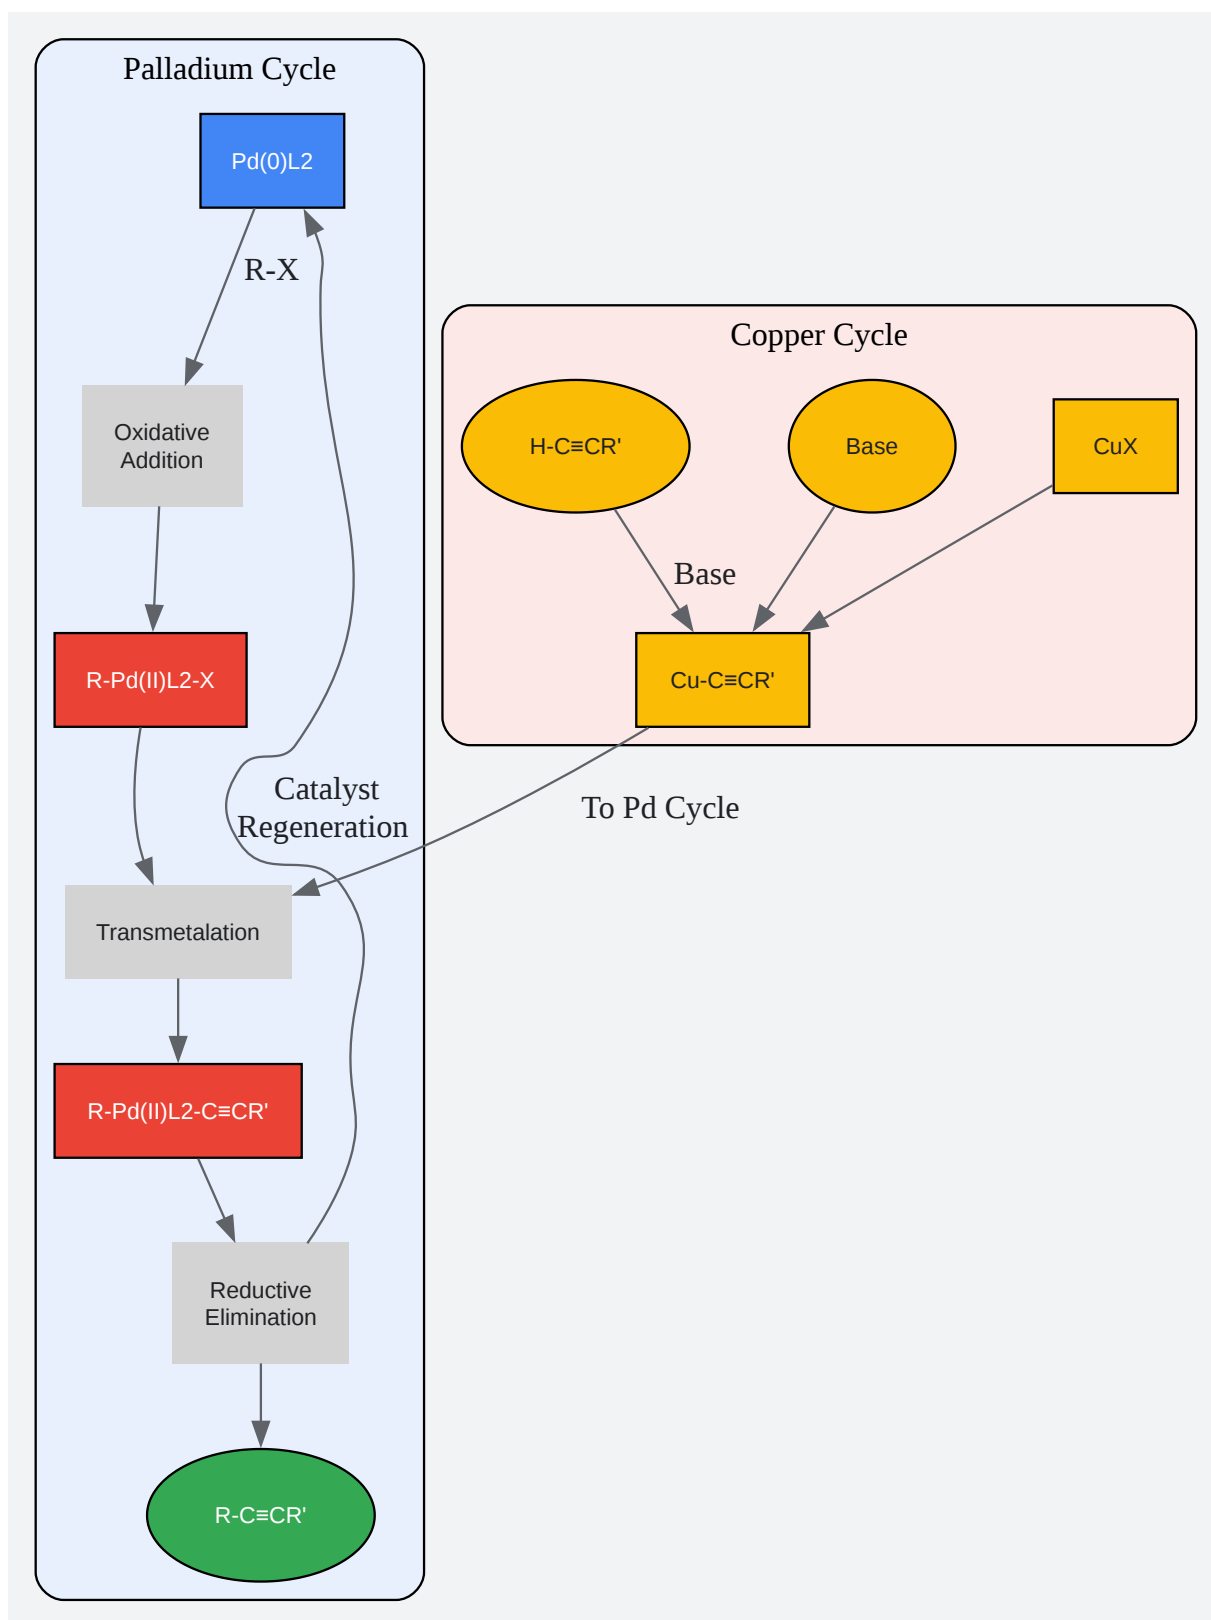 Palladium Cycle
Pd(0)L2
R-X
Copper Cycle
Oxidative
Addition
H-C≡CR'
Base
CuX
Base
R-Pd(II)L2-X
Cu-C≡CR'
Catalyst
Regeneration
To Pd Cycle
Transmetalation
R-Pd(II)L2-C≡CR'
Reductive
Elimination
R-C≡CR'